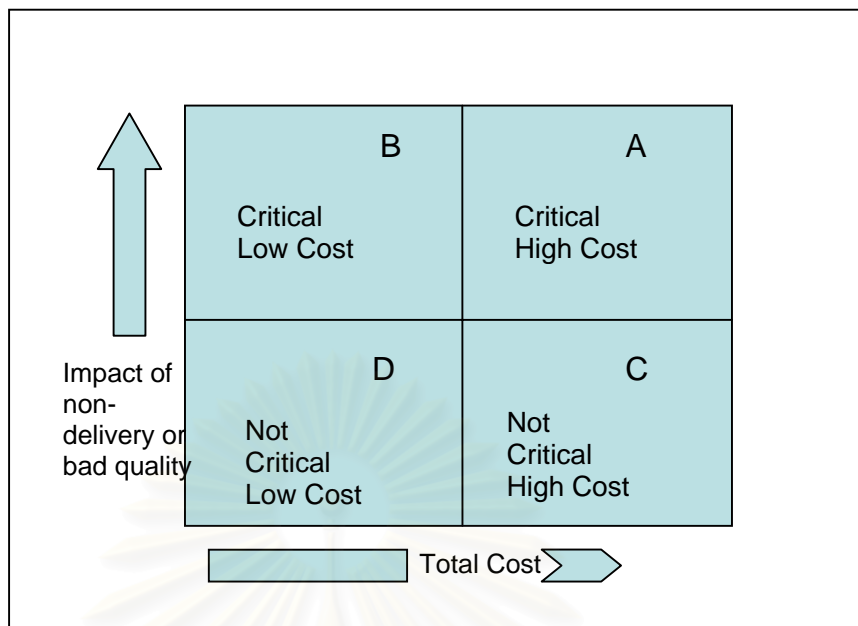 B
A
Critical
Low Cost
Critical
High Cost
Impact of
non-
delivery or
bad quality
D
C
Not
Critical
Low Cost
Not
Critical
High Cost
Total Cost